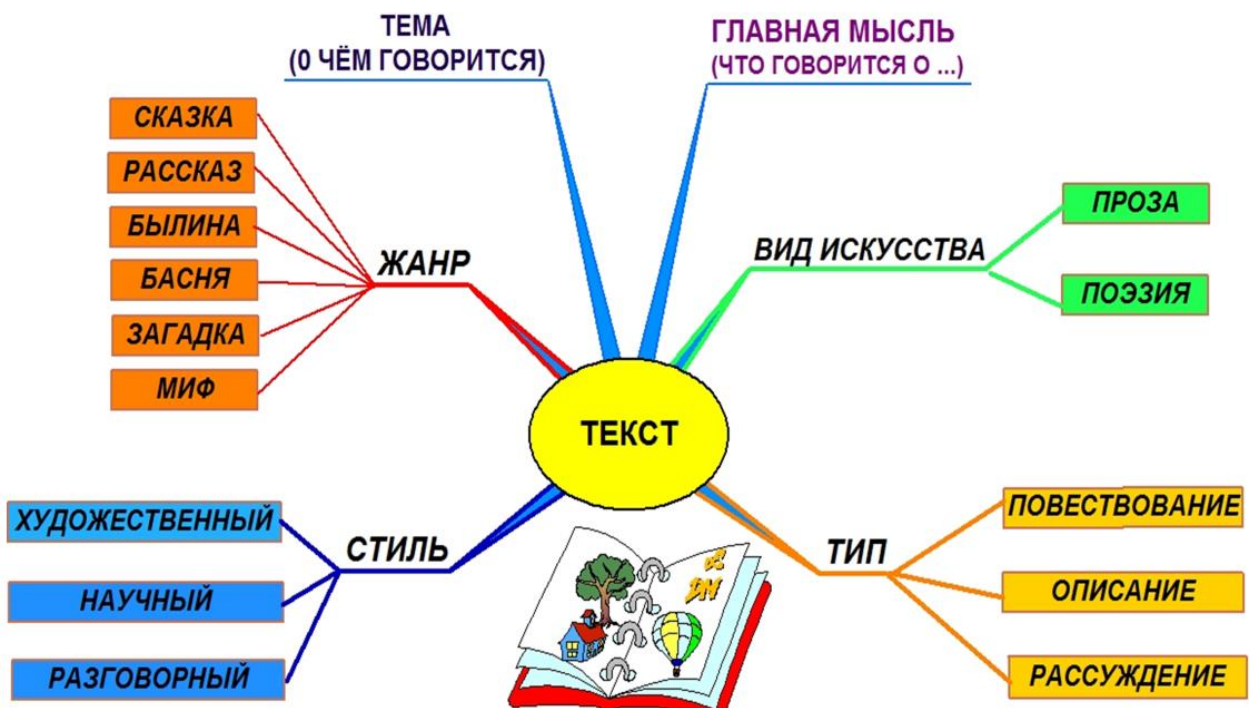 ТЕМА
(О ЧЁМ ГОВОРИТСЯ)
ГЛАВНАЯ МЫСЛЬ
(ЧТО ГОВОРИТСЯ О ...)
СКАЗКА
РАССКАЗ
БЫЛИНА
БАСНЯ
ЗАГАДКА
МИФ
ЖАНР
ВИД ИСКУССТВА
ПРОЗА
ПОЭЗИЯ
ТЕКСТ
ХУДОЖЕСТВЕННЫЙ
НАУЧНЫЙ
РАЗГОВОРНЫЙ
СТИЛЬ
ТИП
ПОВЕСТВОВАНИЕ
ОПИСАНИЕ
РАССУЖДЕНИЕ